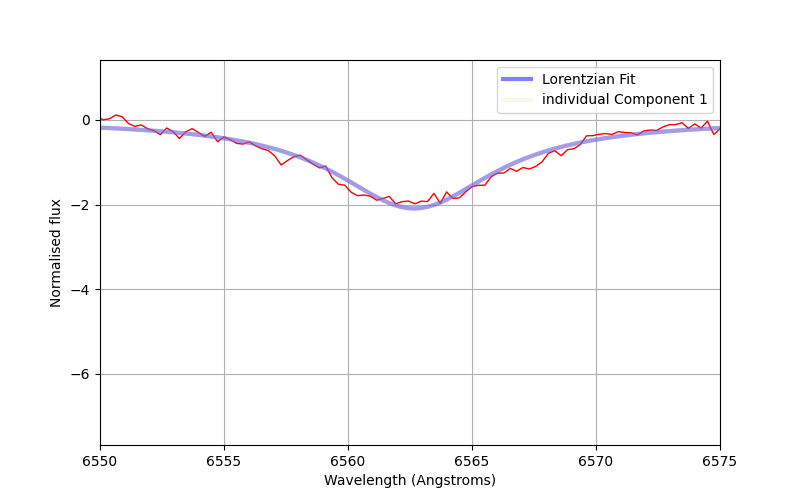 Lorentzian Fit
individual Component 1
0
−2
−4
−6
Normalised flux
6550
6555
6560
6565
6570
6575
Wavelength (Angstroms)